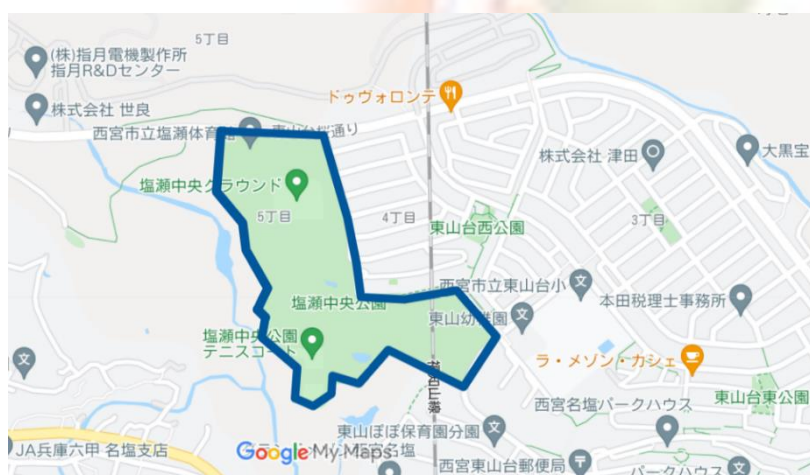 5丁目
(株)指月電機製作所
指月R&Dセンター
株式会社 世良
ドゥヴォロンテ
西宮市立塩瀬体育館
東山台桜通り
株式会社 津田
大黒宝
塩瀬中央グラウンド
5丁目
4丁目
3丁目
東山台西公園
西宮市立東山台小
塩瀬中央公園
本田税理士事務所
東山幼稚園
塩瀬中央公園
テニスコート
ラ・メゾン・カシェ
西宮名塩パークハウス
東山台東公園
東山ぽぽ保育園分園
JA兵庫六甲 名塩支店
Google My Maps
西宮名塩
西宮東山台郵便局
パークハウス